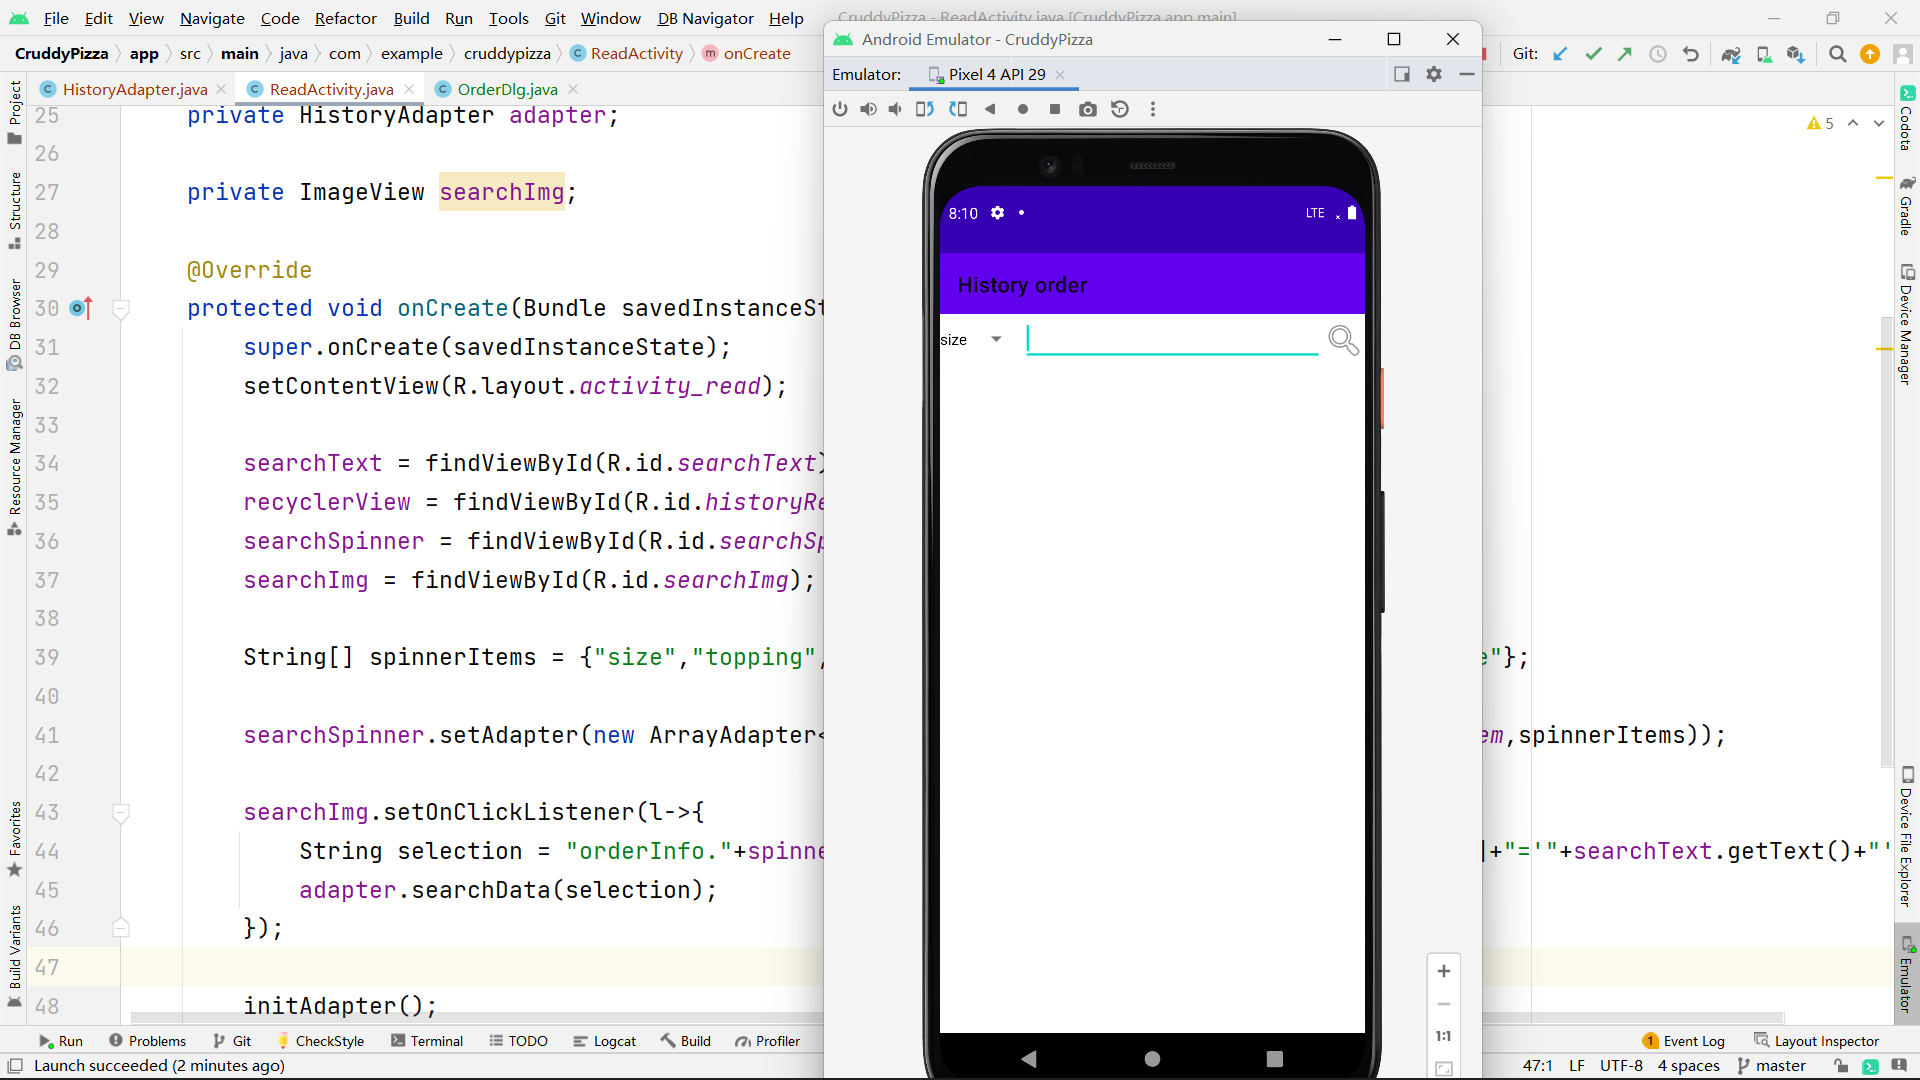 File Edit View Navigate Code Refactor Build Run Tools Git Window DB Navigator Help
CruddyPizza - ReadActivity.java [CruddyPizza.app.main]
CruddyPizza app src main java com example cruddypizza ReadActivity onCreate
Git:
HistoryAdapter.java ReadActivity.java OrderDlg.java
Android Emulator - CruddyPizza
Emulator: Pixel 4 API 29
5
25 private HistoryAdapter adapter;
26
27 private ImageView searchImg;
28
29 @Override
30 protected void onCreate(Bundle savedInstanceSt
31 super.onCreate(savedInstanceState);
32 setContentView(R.layout.activity_read);
33
34 searchText = findViewById(R.id.searchText)
35 recyclerView = findViewById(R.id.historyRe
36 searchSpinner = findViewById(R.id.searchSp
37 searchImg = findViewById(R.id.searchImg);
38
39 String[] spinnerItems = {"size","topping", e"};
40
41 searchSpinner.setAdapter(new ArrayAdapter< em,spinnerItems));
42
43 searchImg.setOnClickListener(l->{
44 String selection = "orderInfo."+spinne ]+"='"+searchText.getText()+"'
45 adapter.searchData(selection);
46 });
47
48 initAdapter();
8:10
LTE
History order
size
1:1
Project
Structure
DB Browser
Resource Manager
Favorites
Build Variants
Codota
Gradle
Device Manager
Device File Explorer
Emulator
Run Problems Git CheckStyle Terminal TODO Logcat Build Profiler
1 Event Log Layout Inspector
Launch succeeded (2 minutes ago)
47:1 LF UTF-8 4 spaces master